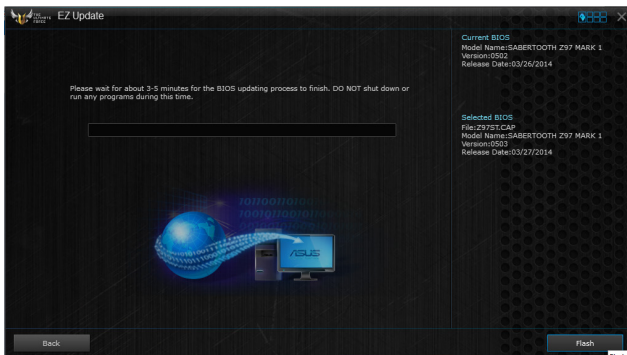 THE ULTIMATE FORCE
EZ Update
Current BIOS
Model Name:SABERTOOTH Z97 MARK 1
Version:0502
Release Date:03/26/2014
Please wait for about 3-5 minutes for the BIOS updating process to finish. DO NOT shut down or
run any programs during this time.
Selected BIOS
File:Z97ST.CAP
Model Name:SABERTOOTH Z97 MARK 1
Version:0503
Release Date:03/27/2014
ASUS
Back
Flash